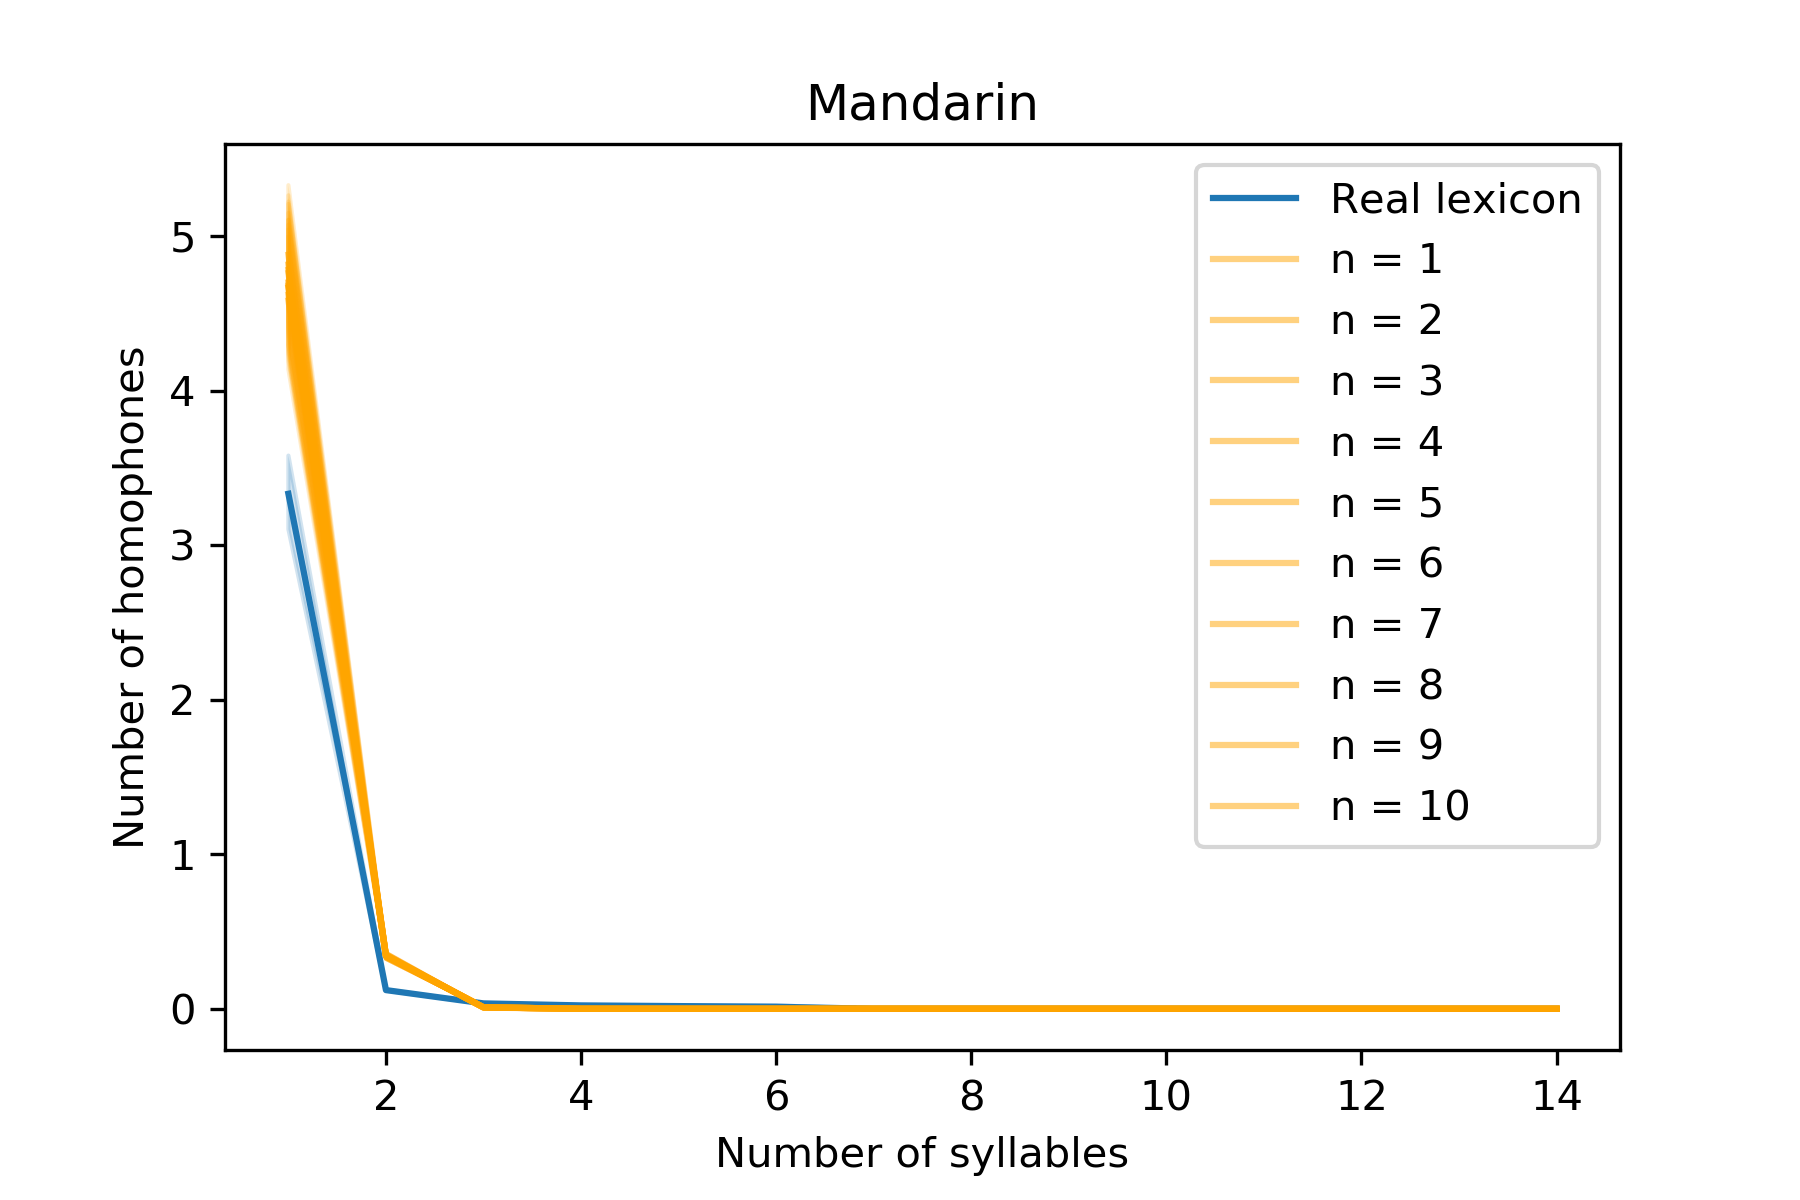 Mandarin
Number of homophones
5
4
3
2
1
0
Real lexicon
n = 1
n = 2
n = 3
n = 4
n = 5
n = 6
n = 7
n = 8
n = 9
n = 10
2 4 6 8 10 12 14
Number of syllables